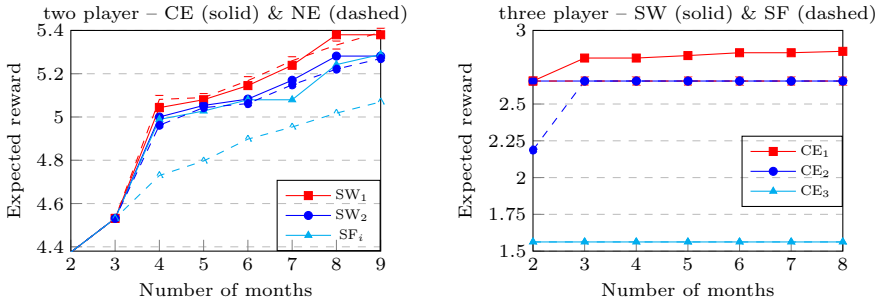 two player – CE (solid) & NE (dashed)
Expected reward
5.4
5.2
5
4.8
4.6
4.4
2 3 4 5 6 7 8 9
Number of months
SW1
SW2
SFi
three player – SW (solid) & SF (dashed)
Expected reward
3
2.75
2.5
2.25
2
1.75
1.5
2 3 4 5 6 7 8
Number of months
CE1
CE2
CE3